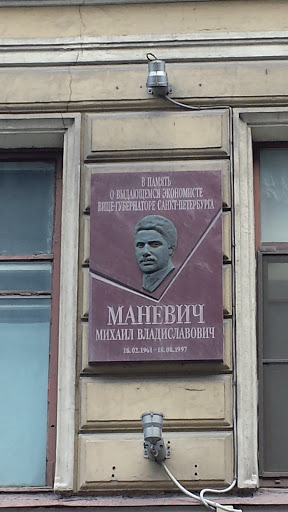 В ПАМЯТЬ
О ВЫДАЮЩЕМСЯ ЭКОНОМИСТЕ
ВИЦЕ-ГУБЕРНАТОРЕ САНКТ-ПЕТЕРБУРГА
МАНЕВИЧ
МИХАИЛ ВЛАДИСЛАВОВИЧ
18.02.1961 - 18.08.1997